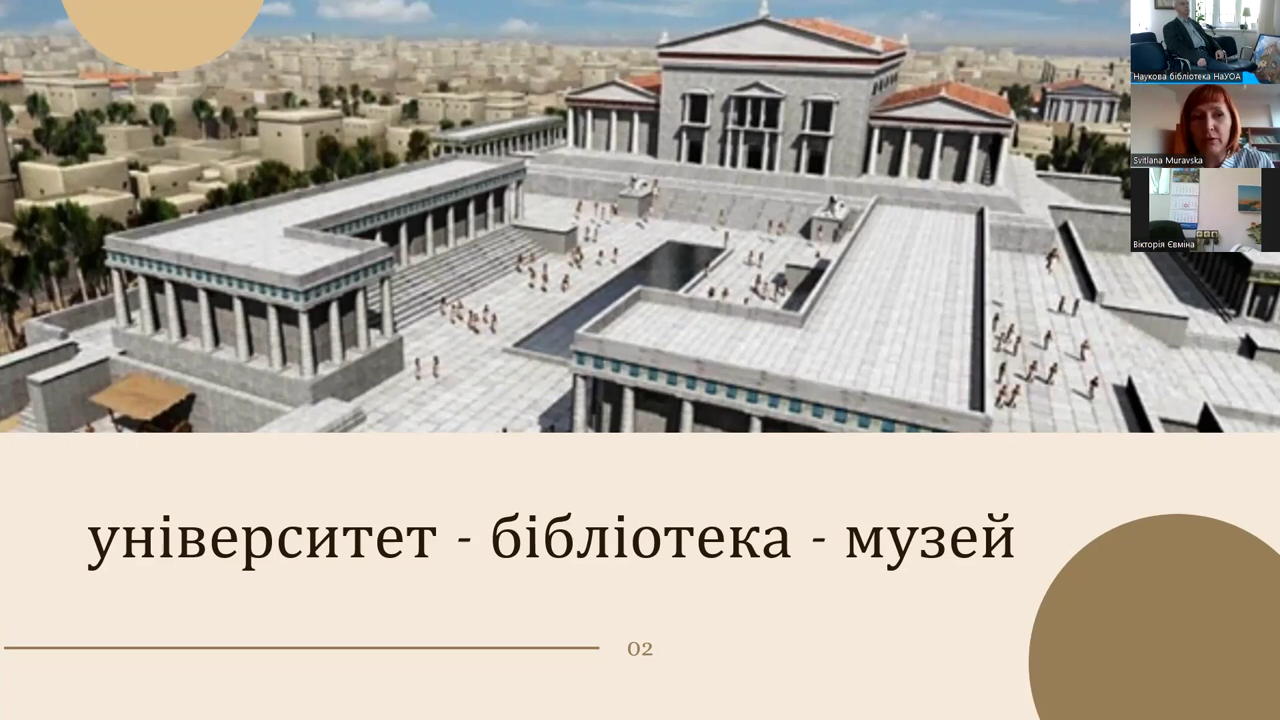 Наукова бібліотека НаУОА
Svitlana Muravska
Вікторія Євміна
університет - бібліотека - музей
02